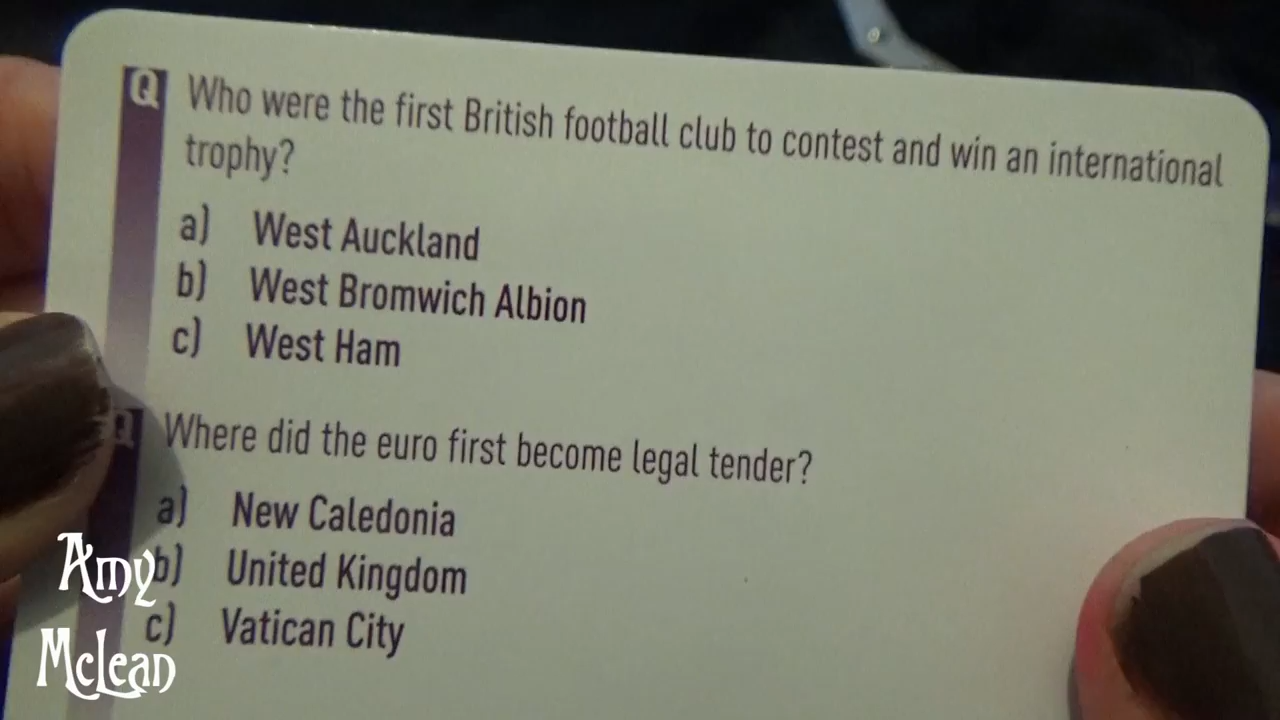 Q Who were the first British football club to contest and win an international
trophy?
a) West Auckland
b) West Bromwich Albion
c) West Ham
Q Where did the euro first become legal tender?
a) New Caledonia
b) United Kingdom
c) Vatican City
Amy
McLean